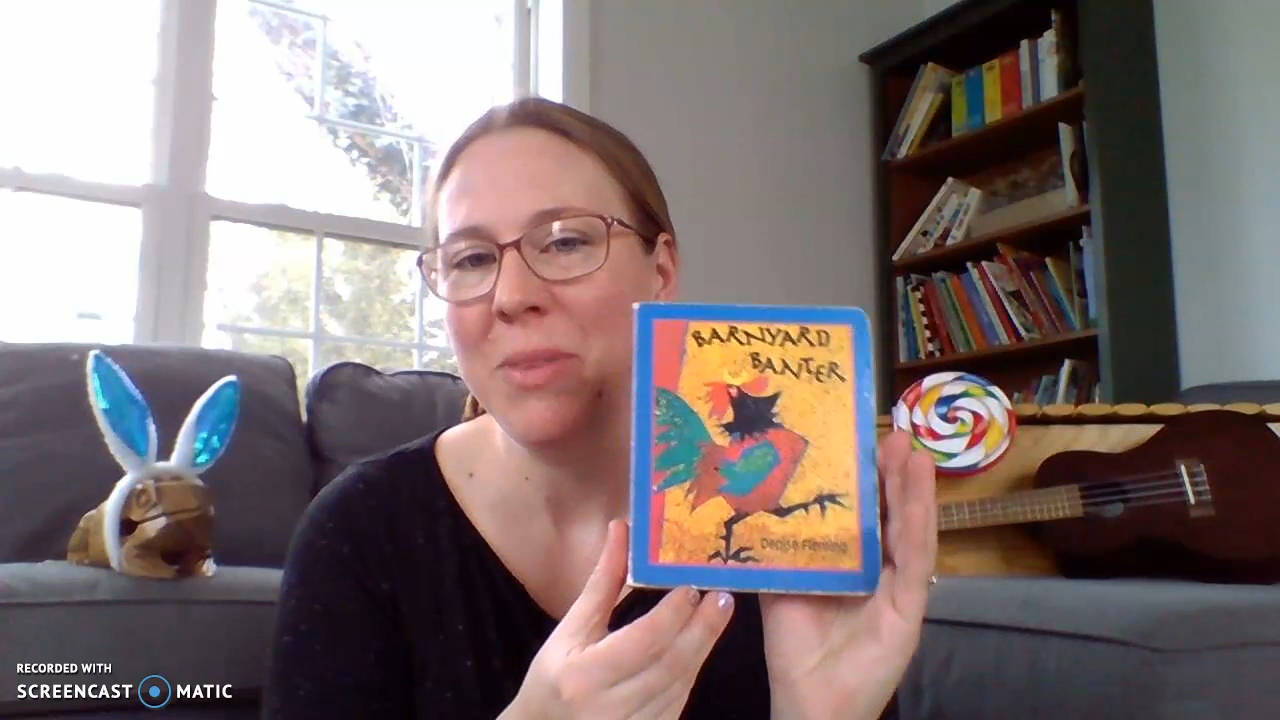 BARNYARD
BANTER
Denise Fleming
RECORDED WITH
SCREENCAST MATIC